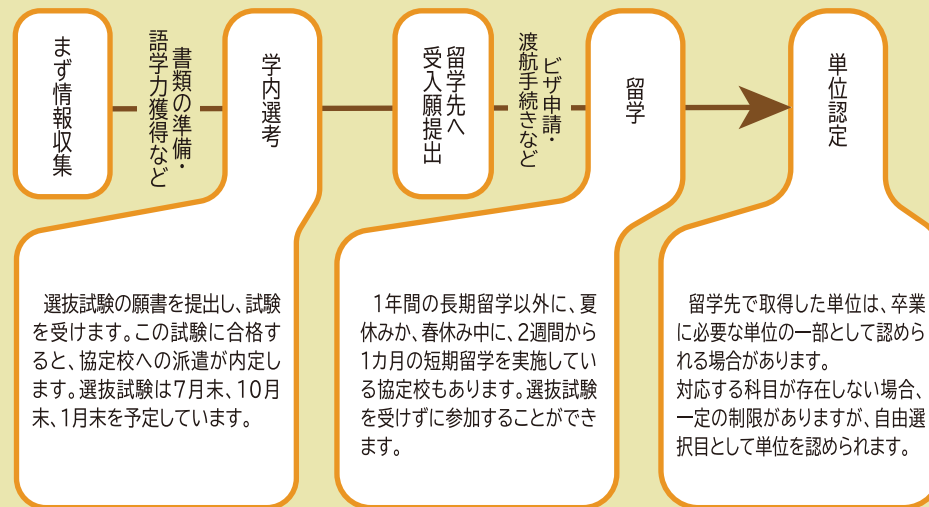 まず情報収集
書類の準備・
語学力獲得など
学内選考
留学先へ
受入願提出
ビザ申請・
渡航手続きなど
留学
単位認定
選抜試験の願書を提出し、試験
を受けます。この試験に合格す
ると、協定校への派遣が内定し
ます。選抜試験は7月末、10月
末、1月末を予定しています。
1年間の長期留学以外に、夏
休みか、春休み中に、2週間から
1カ月の短期留学を実施してい
る協定校もあります。選抜試験
を受けずに参加することができ
ます。
留学先で取得した単位は、卒業
に必要な単位の一部として認めら
れる場合があります。
対応する科目が存在しない場合、
一定の制限がありますが、自由選
択目として単位を認められます。